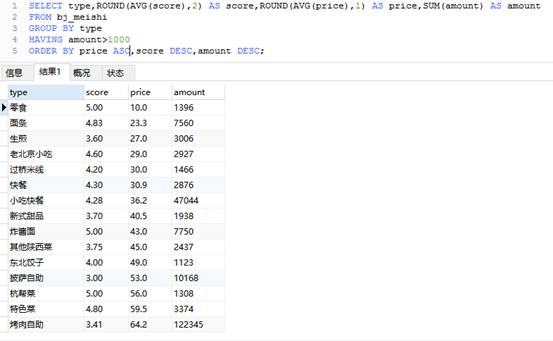 1 SELECT type,ROUND(AVG(score),2) AS score,ROUND(AVG(price),1) AS price,SUM(amount) AS amount
2 FROM bj_meishi
3 GROUP BY type
4 HAVING amount>1000
5 ORDER BY price ASC,score DESC,amount DESC;
信息 结果1 概况 状态
type score price amount
零食 5.00 10.0 1396
面条 4.83 23.3 7560
生煎 3.60 27.0 3006
老北京小吃 4.60 29.0 2927
过桥米线 4.20 30.0 1466
快餐 4.30 30.9 2876
小吃快餐 4.28 36.2 47044
新式甜品 3.70 40.5 1938
炸酱面 5.00 43.0 7750
其他陕西菜 3.75 45.0 2437
东北饺子 4.00 49.0 1123
披萨自助 3.00 53.0 10168
杭帮菜 5.00 56.0 1308
特色菜 4.80 59.5 3374
烤肉自助 3.41 64.2 122345